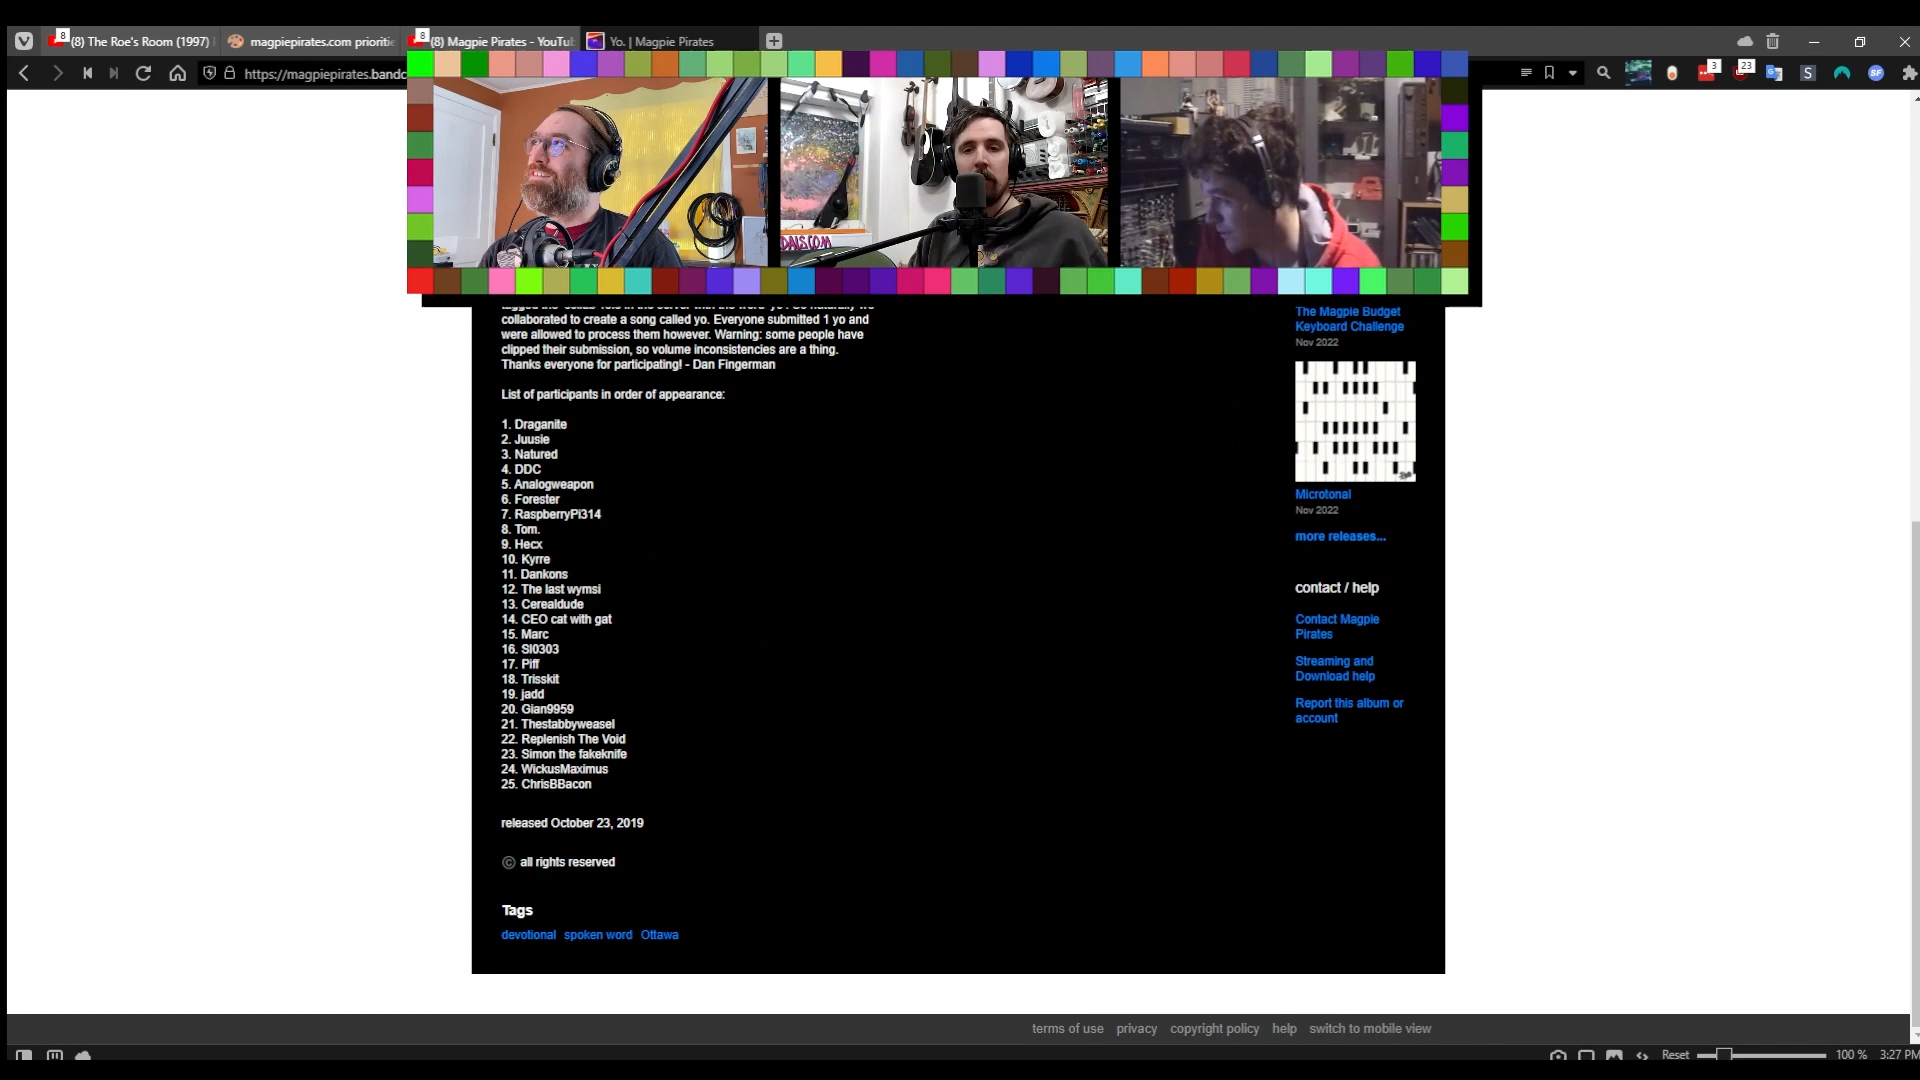 8
(8) The Roe's Room (1997)
magpiepirates.com prioriti
8
(8) Magpie Pirates - YouTu
Yo. | Magpie Pirates
https://magpiepirates.bandc
3
23
S
SF
DALS.COM
collaborated to create a song called yo. Everyone submitted 1 yo and
were allowed to process them however. Warning: some people have
clipped their submission, so volume inconsistencies are a thing.
Thanks everyone for participating! - Dan Fingerman
List of participants in order of appearance:
1. Draganite
2. Juusie
3. Natured
4. DDC
5. Analogweapon
6. Forester
7. RaspberryPi314
8. Tom.
9. Hecx
10. Kyrre
11. Dankons
12. The last wymsi
13. Cerealdude
14. CEO cat with gat
15. Marc
16. Sl0303
17. Piff
18. Trisskit
19. jadd
20. Gian9959
21. Thestabbyweasel
22. Replenish The Void
23. Simon the fakeknife
24. WickusMaximus
25. ChrisBBacon
released October 23, 2019
© all rights reserved
Tags
devotional spoken word Ottawa
The Magpie Budget
Keyboard Challenge
Nov 2022
Microtonal
Nov 2022
more releases...
contact / help
Contact Magpie
Pirates
Streaming and
Download help
Report this album or
account
terms of use privacy copyright policy help switch to mobile view
Reset 100 % 3:27 PM